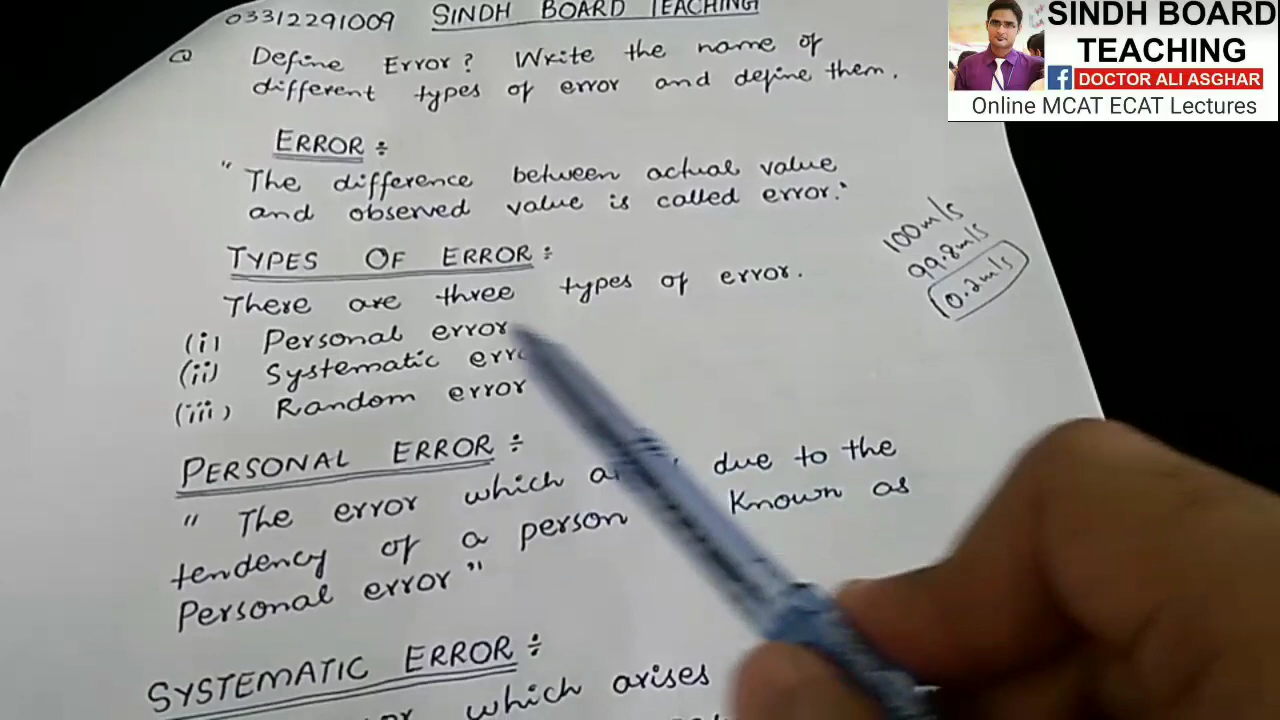 03312291009 SINDH BOARD TEACHING
Q Define Error? Write the name of
different types of error and define them.
ERROR :
"The difference between actual value
and observed value is called error."
100m/s
99.8m/s
0.2m/s
TYPES OF ERROR :
There are three types of error.
(i) Personal error
(ii) Systematic
(iii) Random error
PERSONAL ERROR :
" The error which due to the
tendency of a person Known as
Personal error "
SYSTEMATIC ERROR :
which arises
SINDH BOARD
TEACHING
f DOCTOR ALI ASGHAR
Online MCAT ECAT Lectures